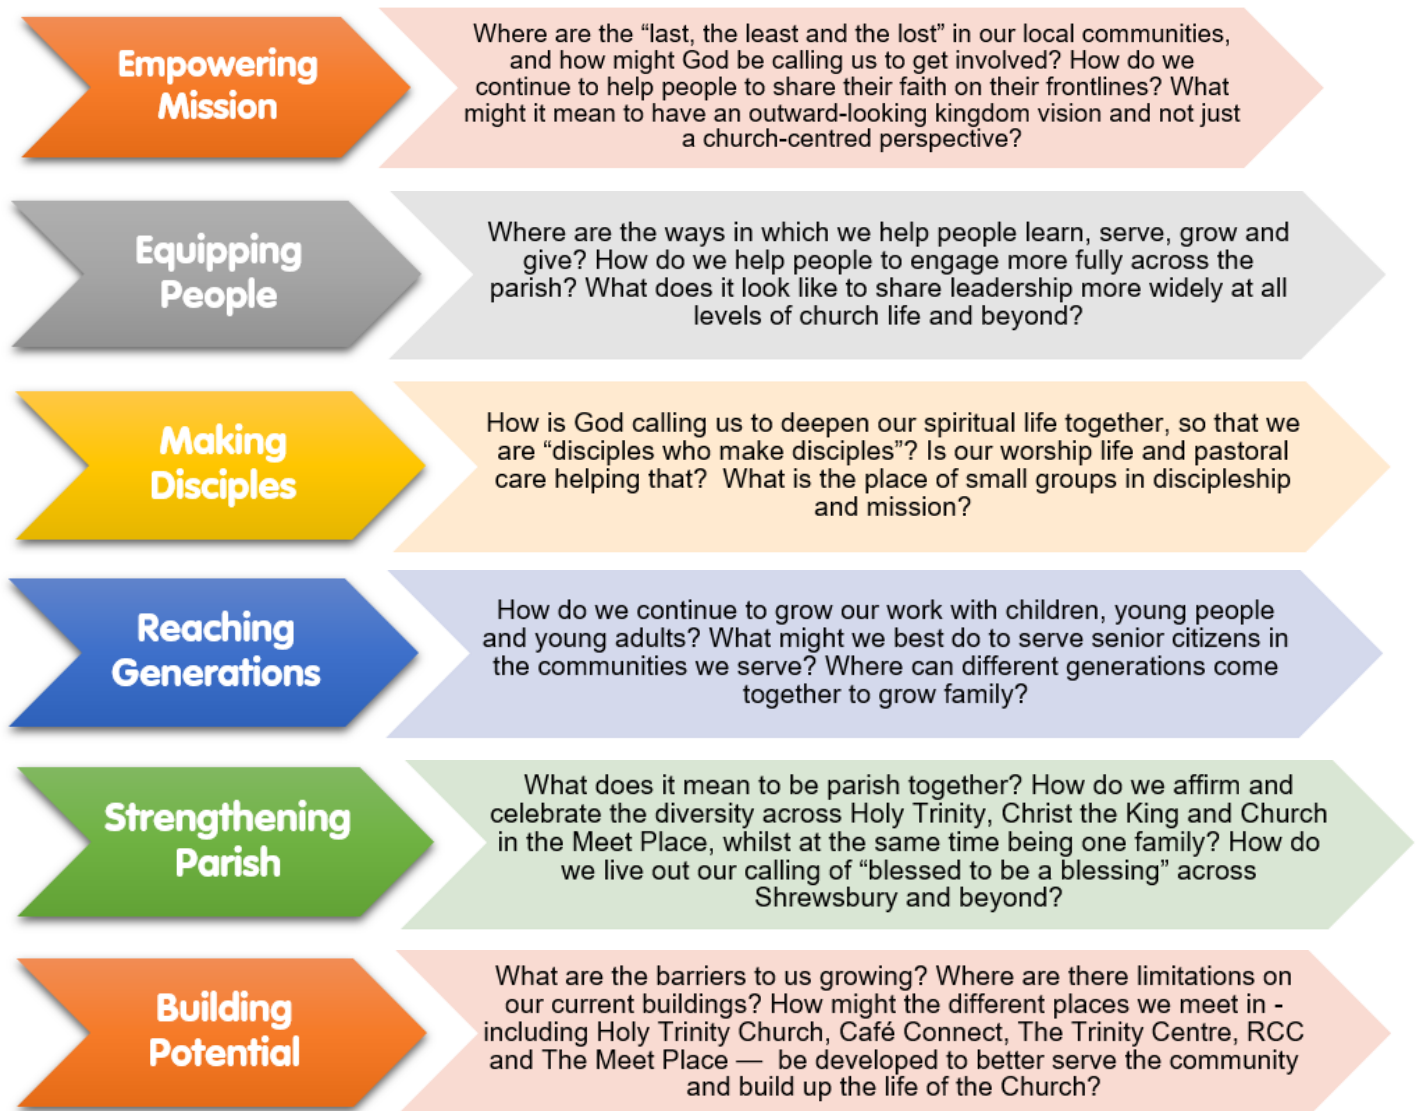 Empowering
Mission
Where are the “last, the least and the lost” in our local communities,
and how might God be calling us to get involved? How do we
continue to help people to share their faith on their frontlines? What
might it mean to have an outward-looking kingdom vision and not just
a church-centred perspective?
Equipping
People
Where are the ways in which we help people learn, serve, grow and
give? How do we help people to engage more fully across the
parish? What does it look like to share leadership more widely at all
levels of church life and beyond?
Making
Disciples
How is God calling us to deepen our spiritual life together, so that we
are “disciples who make disciples”? Is our worship life and pastoral
care helping that?  What is the place of small groups in discipleship
and mission?
Reaching
Generations
How do we continue to grow our work with children, young people
and young adults? What might we best do to serve senior citizens in
the communities we serve? Where can different generations come
together to grow family?
Strengthening
Parish
What does it mean to be parish together? How do we affirm and
celebrate the diversity across Holy Trinity, Christ the King and Church
in the Meet Place, whilst at the same time being one family? How do
we live out our calling of “blessed to be a blessing” across
Shrewsbury and beyond?
Building
Potential
What are the barriers to us growing? Where are there limitations on
our current buildings? How might the different places we meet in -
including Holy Trinity Church, Café Connect, The Trinity Centre, RCC
and The Meet Place —  be developed to better serve the community
and build up the life of the Church?